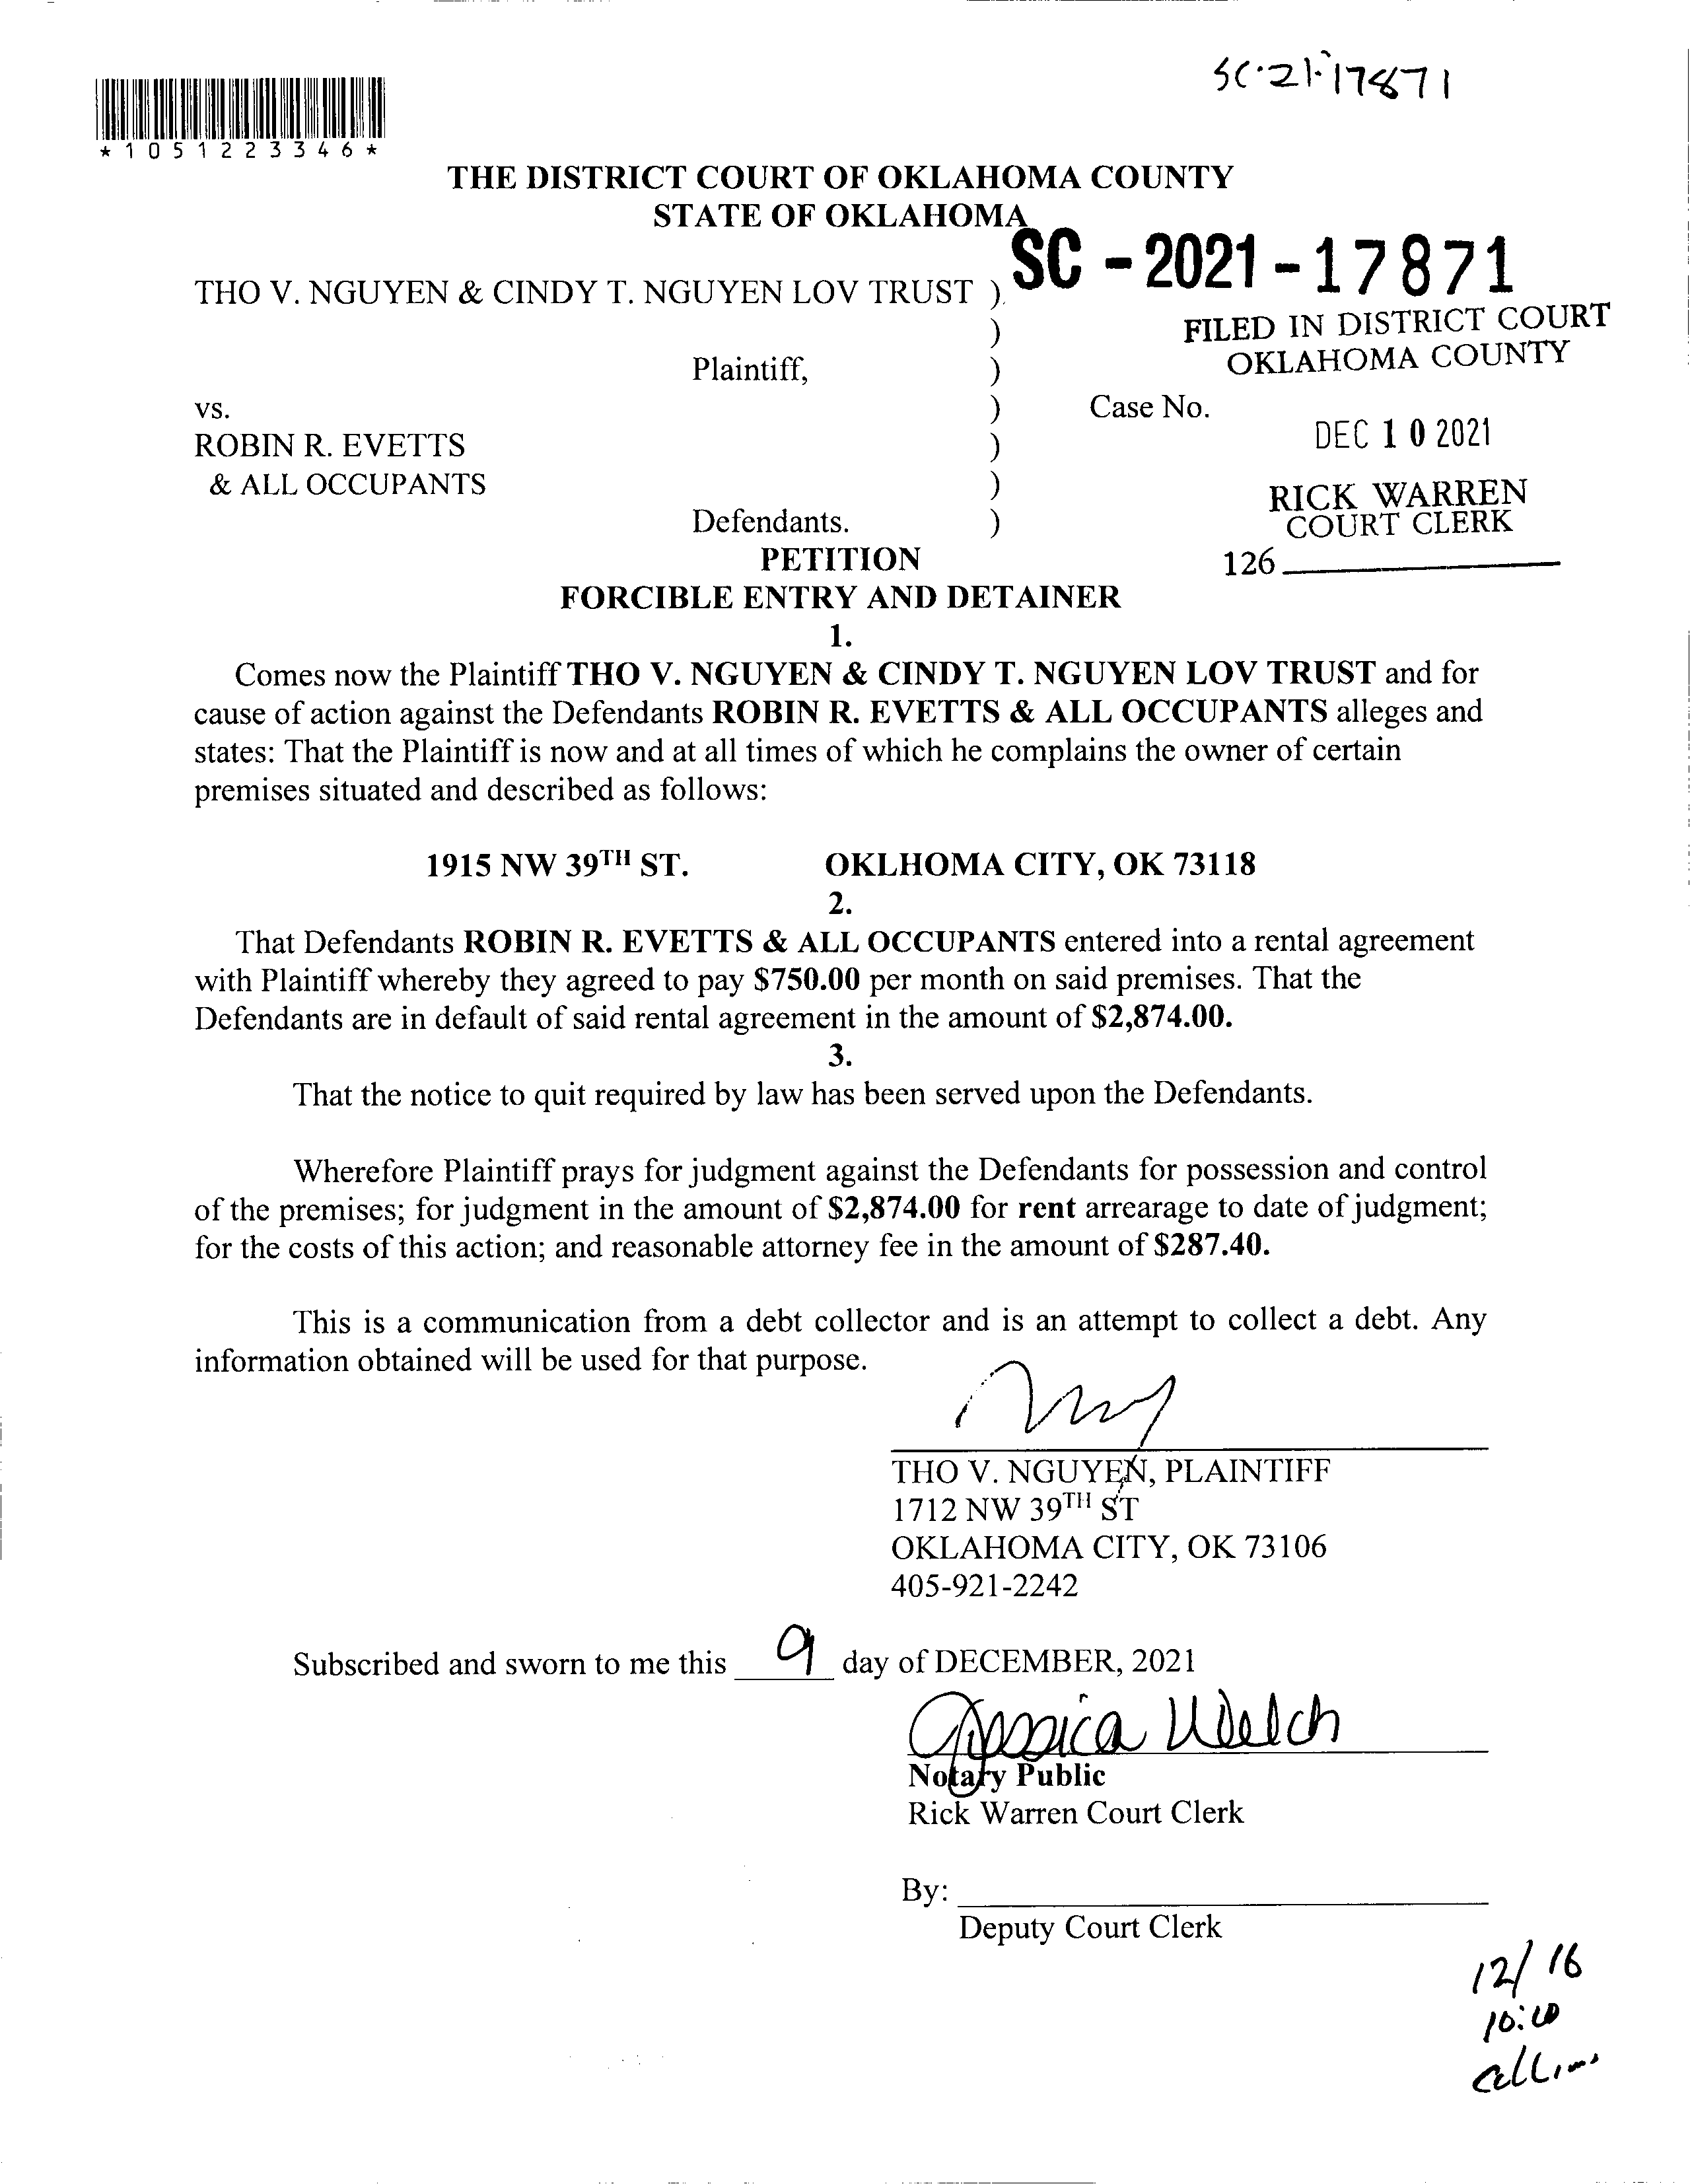 SC-21-17871
*1051223346*
THE DISTRICT COURT OF OKLAHOMA COUNTY
STATE OF OKLAHOMA
SC - 2021 - 17871
THO V. NGUYEN & CINDY T. NGUYEN LOV TRUST )
FILED IN DISTRICT COURT
)
OKLAHOMA COUNTY
Plaintiff, )
vs. ) Case No.
DEC 10 2021
ROBIN R. EVETTS )
& ALL OCCUPANTS )
RICK WARREN
COURT CLERK
Defendants. )
PETITION
126
FORCIBLE ENTRY AND DETAINER
1.
Comes now the Plaintiff THO V. NGUYEN & CINDY T. NGUYEN LOV TRUST and for
cause of action against the Defendants ROBIN R. EVETTS & ALL OCCUPANTS alleges and
states: That the Plaintiff is now and at all times of which he complains the owner of certain
premises situated and described as follows:
1915 NW 39TH ST. OKLHOMA CITY, OK 73118
2.
That Defendants ROBIN R. EVETTS & ALL OCCUPANTS entered into a rental agreement
with Plaintiff whereby they agreed to pay $750.00 per month on said premises. That the
Defendants are in default of said rental agreement in the amount of $2,874.00.
3.
That the notice to quit required by law has been served upon the Defendants.
Wherefore Plaintiff prays for judgment against the Defendants for possession and control
of the premises; for judgment in the amount of $2,874.00 for rent arrearage to date of judgment;
for the costs of this action; and reasonable attorney fee in the amount of $287.40.
This is a communication from a debt collector and is an attempt to collect a debt. Any
information obtained will be used for that purpose.
THO V. NGUYEN, PLAINTIFF
1712 NW 39TH ST
OKLAHOMA CITY, OK 73106
405-921-2242
Subscribed and sworn to me this 9 day of DECEMBER, 2021
Jessica Welch
Notary Public
Rick Warren Court Clerk
By:
Deputy Court Clerk
12/16
10:00